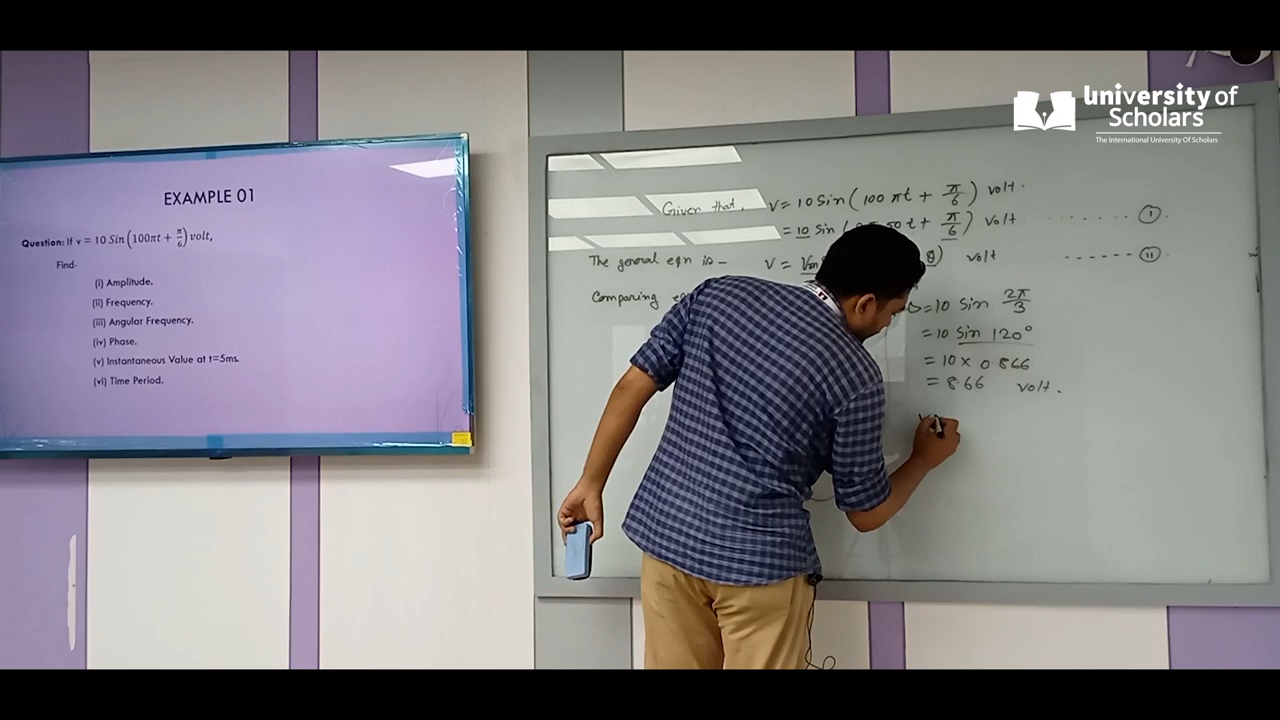 University of
Scholars
The International University Of Scholars
EXAMPLE 01
Question: If v = 10 Sin(100πt + π/6) volt,
Find-
(i) Amplitude.
(ii) Frequency.
(iii) Angular Frequency.
(iv) Phase.
(v) Instantaneous Value at t=5ms.
(vi) Time Period.
Given that, V = 10 Sin(100 πt + π/6) volt.
= 10 Sin ( 50 t + π/6) volt ....... (I)
The general eqn is- V = Vm θ) volt ------ (II)
Comparing
= 10 Sin 2π/3
= 10 Sin 120°
= 10 × 0.866
= 8.66 volt.